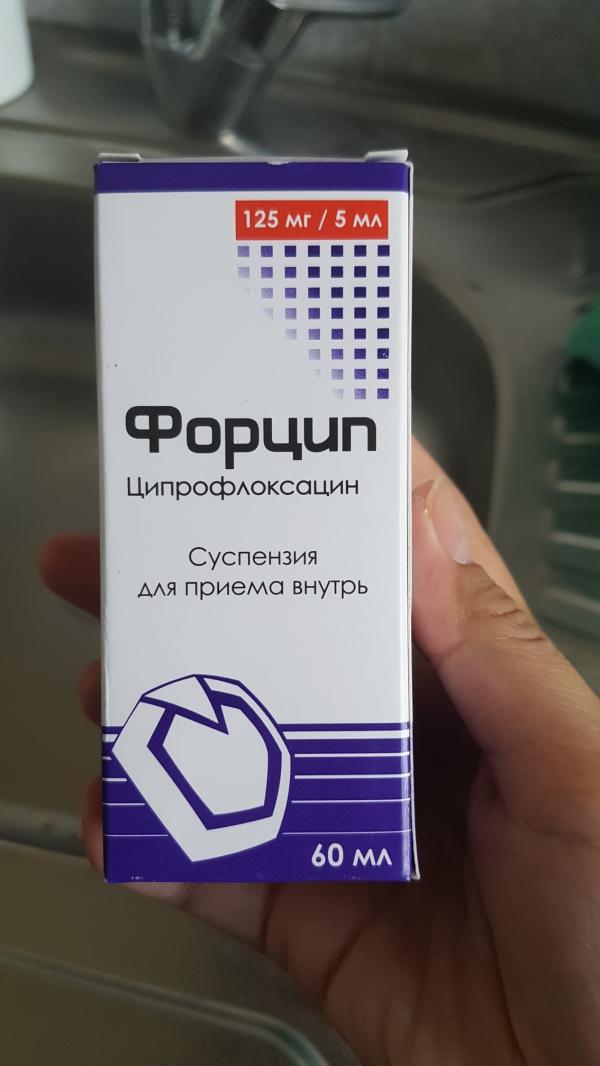 125 мг / 5 мл
Форцип
Ципрофлоксацин
Суспензия
для приема внутрь
60 мл